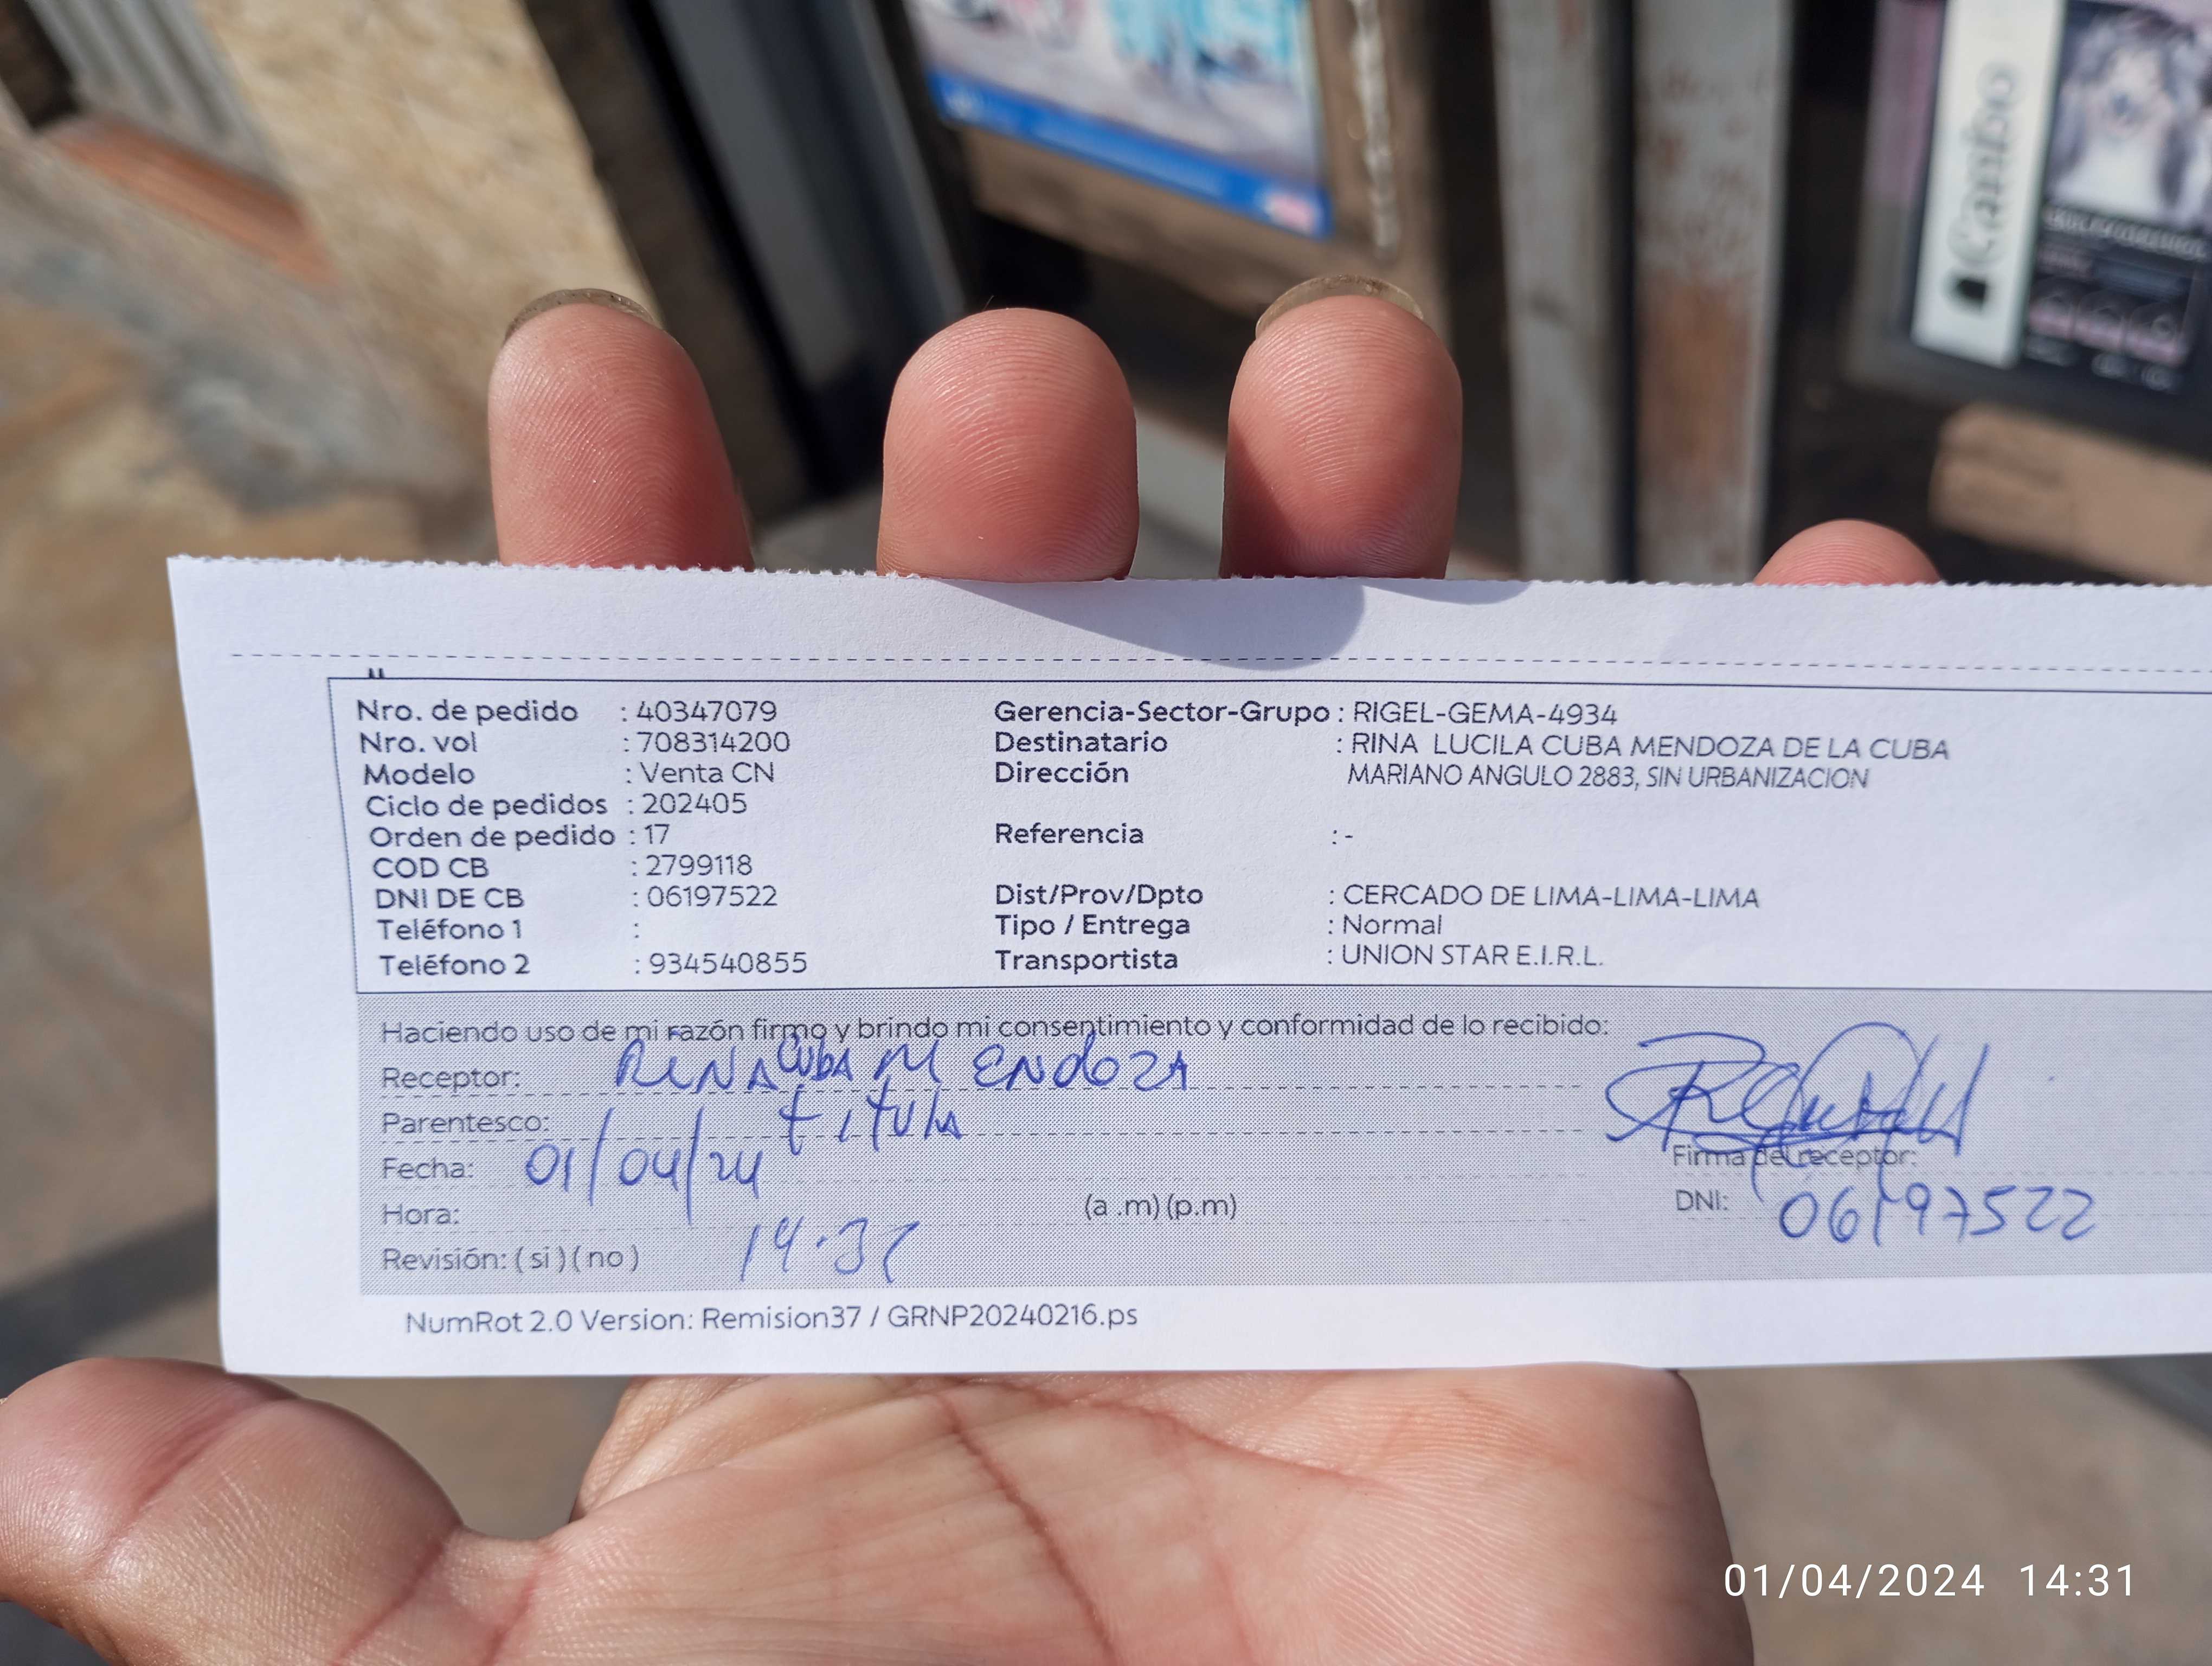 Nro. de pedido : 40347079
Nro. vol : 708314200
Modelo : Venta CN
Ciclo de pedidos : 202405
Orden de pedido : 17
COD CB : 2799118
DNI DE CB : 06197522
Teléfono 1 :
Teléfono 2 : 934540855
Gerencia-Sector-Grupo : RIGEL-GEMA-4934
Destinatario : RINA LUCILA CUBA MENDOZA DE LA CUBA
Dirección MARIANO ANGULO 2883, SIN URBANIZACION
Referencia : -
Dist/Prov/Dpto : CERCADO DE LIMA-LIMA-LIMA
Tipo / Entrega : Normal
Transportista : UNION STAR E.I.R.L.
Haciendo uso de mi razón firmo y brindo mi consentimiento y conformidad de lo recibido:
Receptor: RINA CUBA MENDOZA
Parentesco: titula
Fecha: 01/04/24
Hora: (a .m) (p.m)
Revisión: ( si ) ( no )
Firma del receptor:
DNI: 06197522
NumRot 2.0 Version: Remision37 / GRNP20240216.ps
Canbo
01/04/2024 14:31